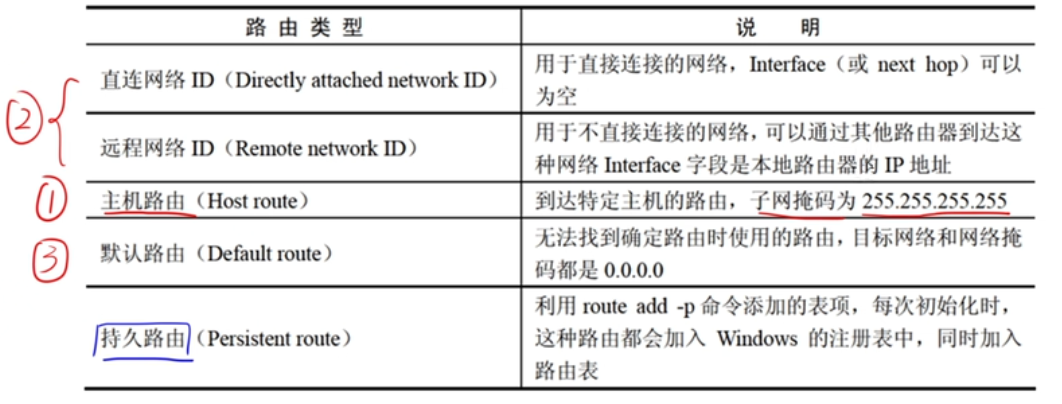 路 由 类 型
说 明
②
直连网络 ID（Directly attached network ID）
用于直接连接的网络，Interface（或 next hop）可以
为空
远程网络 ID（Remote network ID）
用于不直接连接的网络，可以通过其他路由器到达这
种网络 Interface 字段是本地路由器的 IP 地址
①
主机路由（Host route）
到达特定主机的路由，子网掩码为 255.255.255.255
③
默认路由（Default route）
无法找到确定路由时使用的路由，目标网络和网络掩
码都是 0.0.0.0
持久路由（Persistent route）
利用 route add -p 命令添加的表项，每次初始化时，
这种路由都会加入 Windows 的注册表中，同时加入
路由表